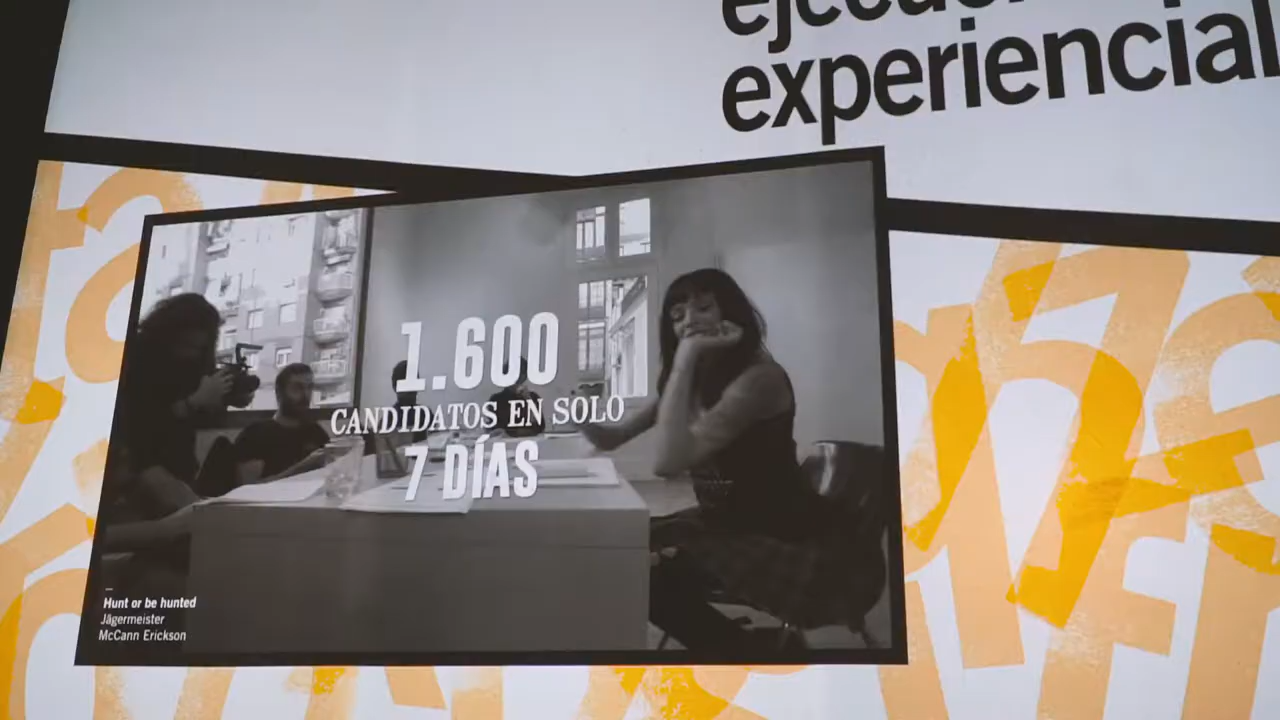 experiencial
1.600
CANDIDATOS EN SOLO
7 DÍAS
Hunt or be hunted
Jägermeister
McCann Erickson